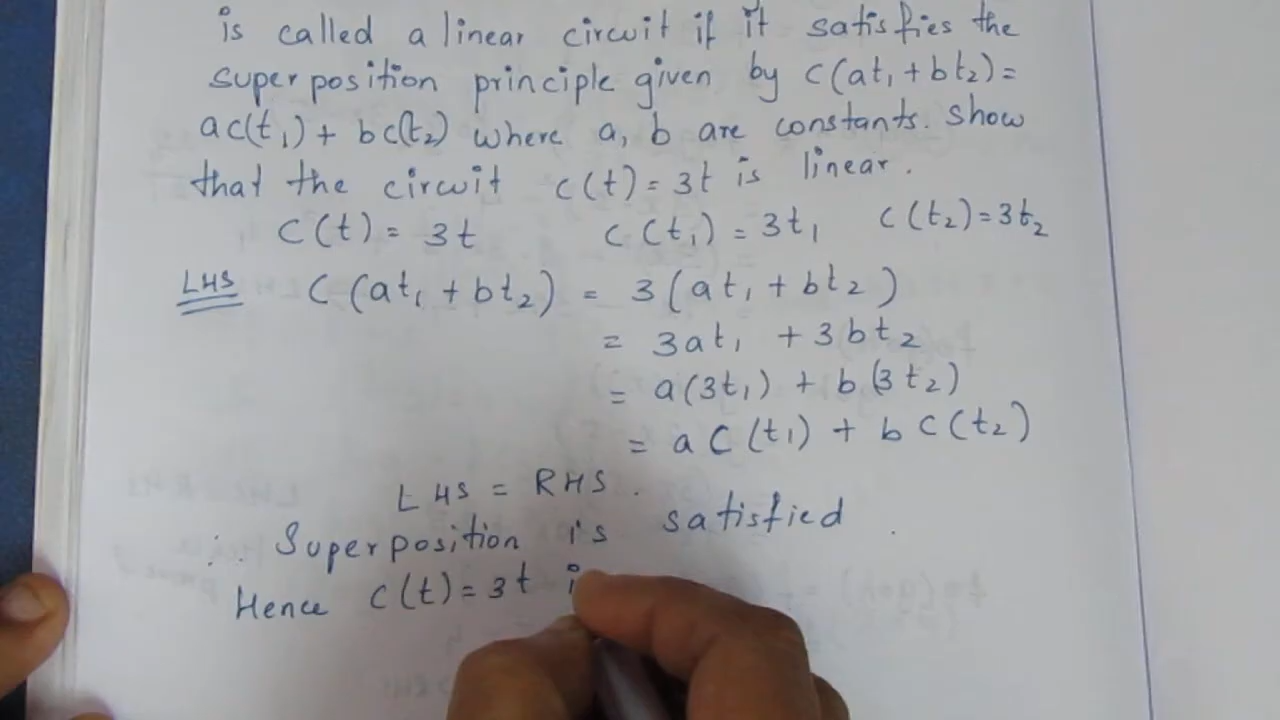 is called a linear circuit if it satisfies the
superposition principle given by C(at₁ + bt₂) =
ac(t₁) + bc(t₂) where a, b are constants. Show
that the circuit C(t) = 3t is linear.
C(t) = 3t C(t₁) = 3t₁ C(t₂) = 3t₂
LHS C(at₁ + bt₂) = 3(at₁ + bt₂)
= 3at₁ + 3bt₂
= a(3t₁) + b(3t₂)
= a C(t₁) + b C(t₂)
LHS = RHS.
∴ Superposition is satisfied.
Hence C(t) = 3t i